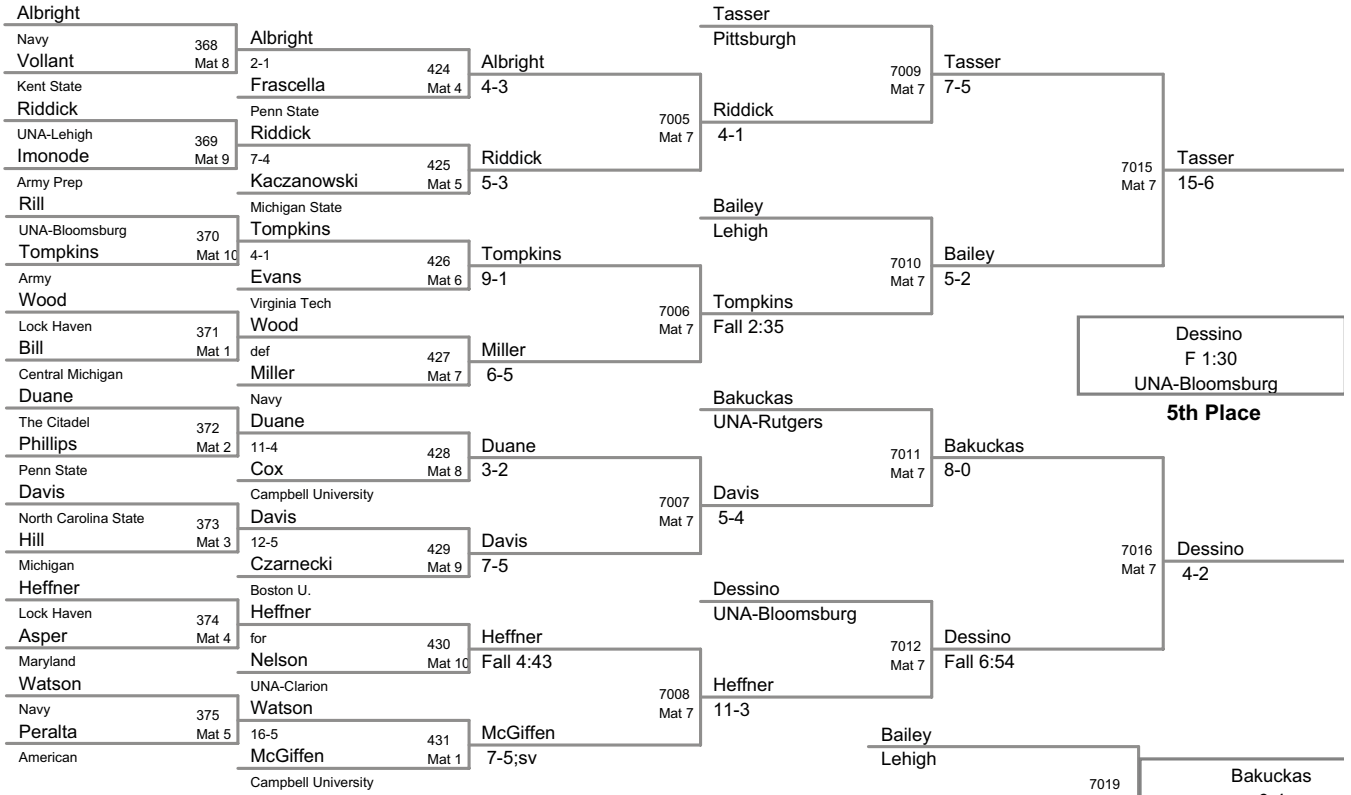 Albright
Navy
368
Vollant
Mat 8
Kent State
Riddick
UNA-Lehigh
369
Imonode
Mat 9
Army Prep
Rill
UNA-Bloomsburg
370
Tompkins
Mat 10
Army
Wood
Lock Haven
371
Bill
Mat 1
Central Michigan
Duane
The Citadel
372
Phillips
Mat 2
Penn State
Davis
North Carolina State
373
Hill
Mat 3
Michigan
Heffner
Lock Haven
374
Asper
Mat 4
Maryland
Watson
Navy
375
Peralta
Mat 5
American
Albright
2-1
424
Frascella
Mat 4
Penn State
Riddick
7-4
425
Kaczanowski
Mat 5
Michigan State
Tompkins
4-1
426
Evans
Mat 6
Virginia Tech
Wood
def
427
Miller
Mat 7
Navy
Duane
11-4
428
Cox
Mat 8
Campbell University
Davis
12-5
429
Czarnecki
Mat 9
Boston U.
Heffner
for
430
Nelson
Mat 10
UNA-Clarion
Watson
16-5
431
McGiffen
Mat 1
Campbell University
Albright
4-3
7005
Mat 7
Riddick
5-3
Tompkins
9-1
7006
Mat 7
Miller
6-5
Duane
3-2
7007
Mat 7
Davis
7-5
Heffner
Fall 4:43
7008
Mat 7
McGiffen
7-5;sv
Tasser
Pittsburgh
7009
Mat 7
Riddick
4-1
Bailey
Lehigh
7010
Mat 7
Tompkins
Fall 2:35
Bakuckas
UNA-Rutgers
7011
Mat 7
Davis
5-4
Dessino
UNA-Bloomsburg
7012
Mat 7
Heffner
11-3
Tasser
7-5
7015
Mat 7
Bailey
5-2
Bakuckas
8-0
7016
Mat 7
Dessino
Fall 6:54
Tasser
15-6
Dessino
F 1:30
UNA-Bloomsburg
5th Place
Dessino
4-2
Bailey
Lehigh
7019
Bakuckas